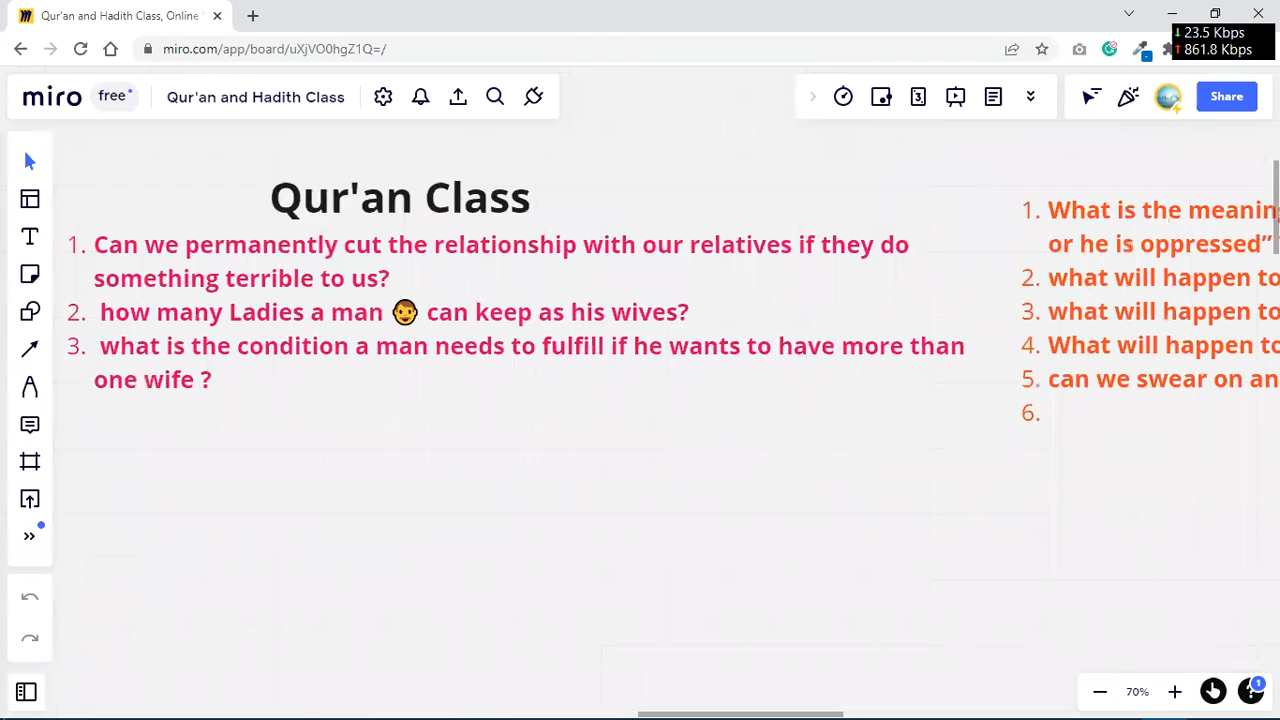 Qur'an and Hadith Class, Online
miro.com/app/board/uXjVO0hgZ1Q=/
↓ 23.5 Kbps
↑ 861.8 Kbps
miro free Qur'an and Hadith Class
3
Share
Qur'an Class
1. Can we permanently cut the relationship with our relatives if they do
something terrible to us?
2. how many Ladies a man 👨 can keep as his wives?
3. what is the condition a man needs to fulfill if he wants to have more than
one wife ?
1. What is the meanin
or he is oppressed”
2. what will happen to
3. what will happen to
4. What will happen to
5. can we swear on an
6.
T
70%
?
1